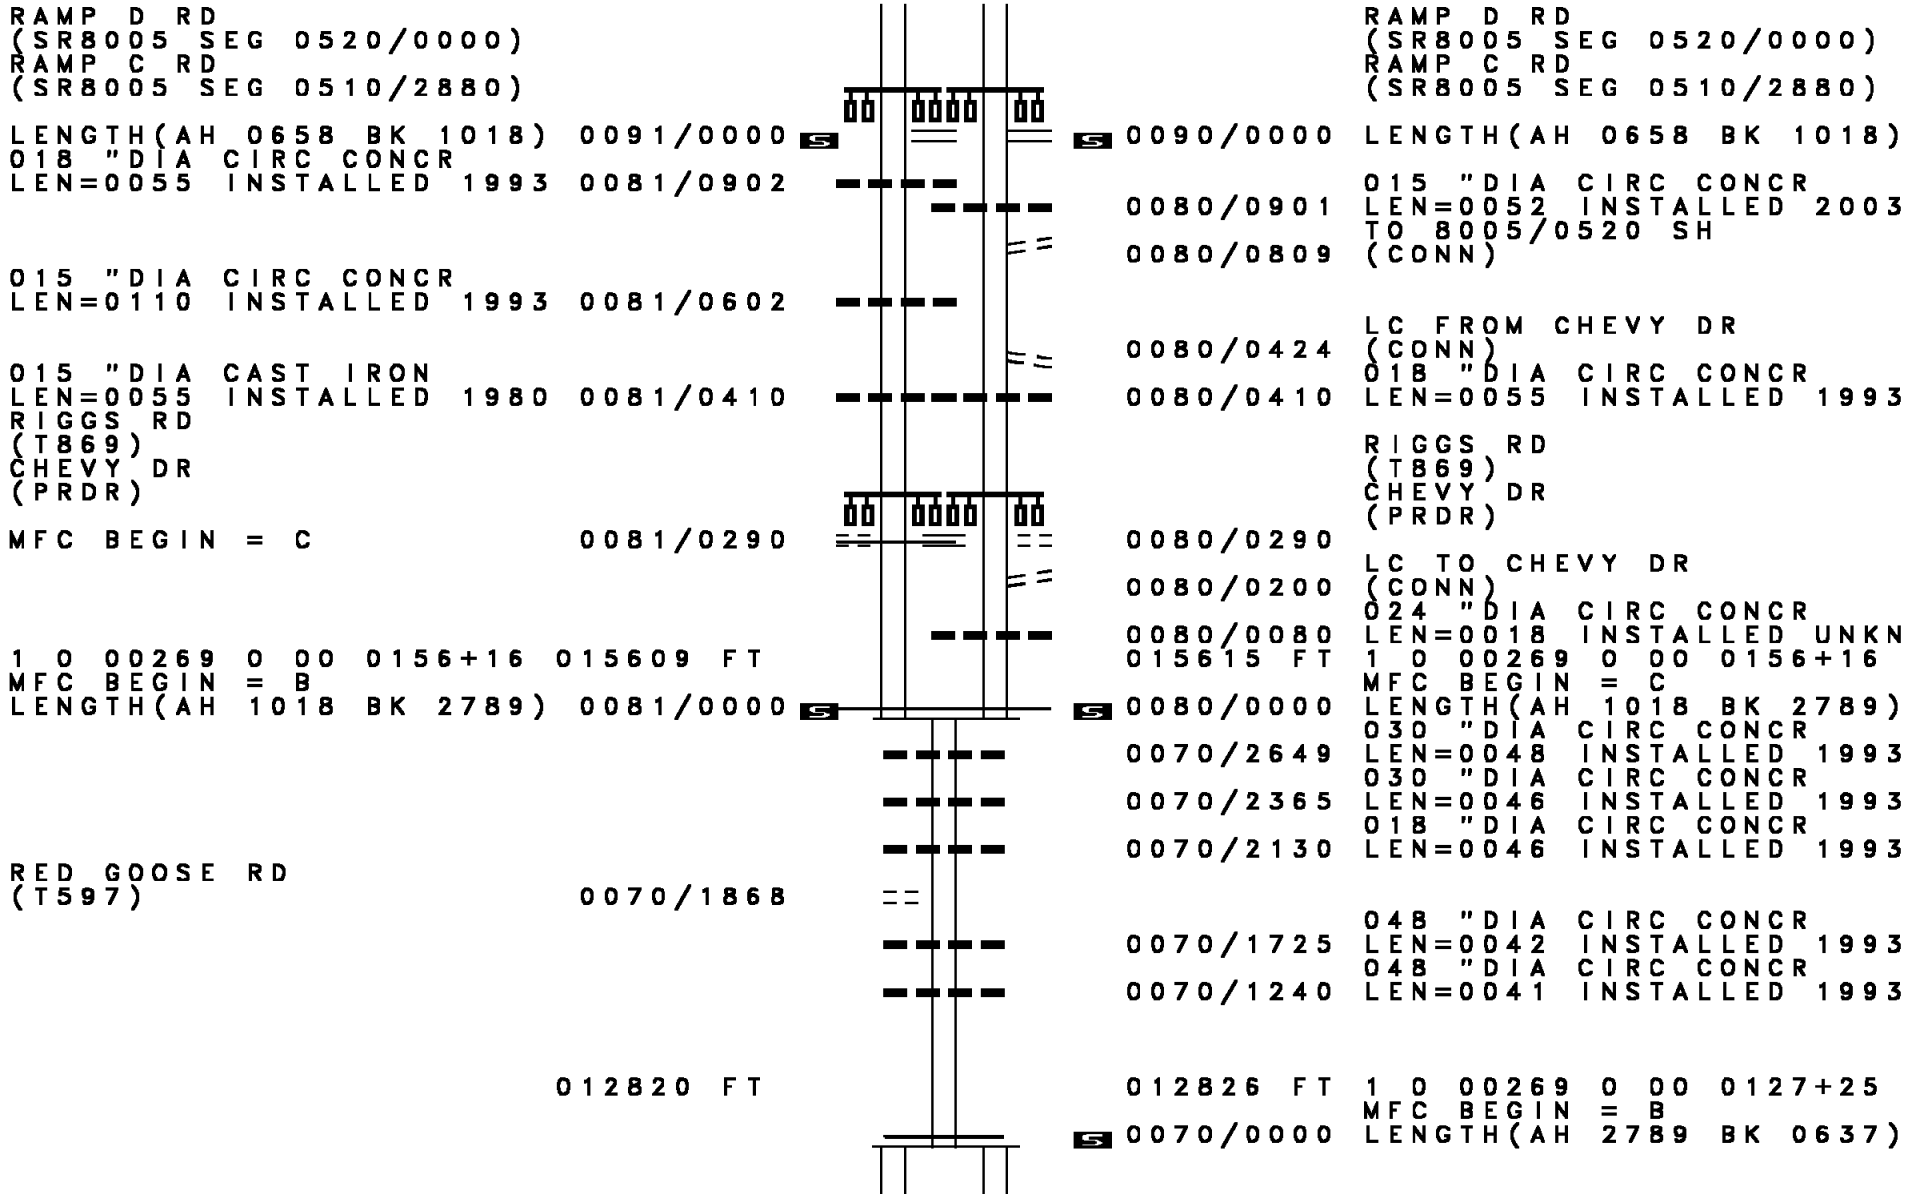 RAMP D RD
(SR8005 SEG 0520/0000)
RAMP C RD
(SR8005 SEG 0510/2880)
LENGTH(AH 0658 BK 1018) 0091/0000 S
018 "DIA CIRC CONCR
LEN=0055 INSTALLED 1993 0081/0902
015 "DIA CIRC CONCR
LEN=0110 INSTALLED 1993 0081/0602
015 "DIA CAST IRON
LEN=0055 INSTALLED 1980 0081/0410
RIGGS RD
(T869)
CHEVY DR
(PRDR)
MFC BEGIN = C 0081/0290
1 0 00269 0 00 0156+16 015609 FT
MFC BEGIN = B
LENGTH(AH 1018 BK 2789) 0081/0000 S
RED GOOSE RD
(T597) 0070/1868
012820 FT
RAMP D RD
(SR8005 SEG 0520/0000)
RAMP C RD
(SR8005 SEG 0510/2880)
S 0090/0000 LENGTH(AH 0658 BK 1018)
015 "DIA CIRC CONCR
0080/0901 LEN=0052 INSTALLED 2003
TO 8005/0520 SH
0080/0809 (CONN)
LC FROM CHEVY DR
0080/0424 (CONN)
018 "DIA CIRC CONCR
0080/0410 LEN=0055 INSTALLED 1993
RIGGS RD
(T869)
CHEVY DR
(PRDR)
0080/0290
LC TO CHEVY DR
0080/0200 (CONN)
024 "DIA CIRC CONCR
0080/0080 LEN=0018 INSTALLED UNKN
015615 FT 1 0 00269 0 00 0156+16
MFC BEGIN = C
S 0080/0000 LENGTH(AH 1018 BK 2789)
030 "DIA CIRC CONCR
0070/2649 LEN=0048 INSTALLED 1993
030 "DIA CIRC CONCR
0070/2365 LEN=0046 INSTALLED 1993
018 "DIA CIRC CONCR
0070/2130 LEN=0046 INSTALLED 1993
048 "DIA CIRC CONCR
0070/1725 LEN=0042 INSTALLED 1993
048 "DIA CIRC CONCR
0070/1240 LEN=0041 INSTALLED 1993
012826 FT 1 0 00269 0 00 0127+25
MFC BEGIN = B
S 0070/0000 LENGTH(AH 2789 BK 0637)